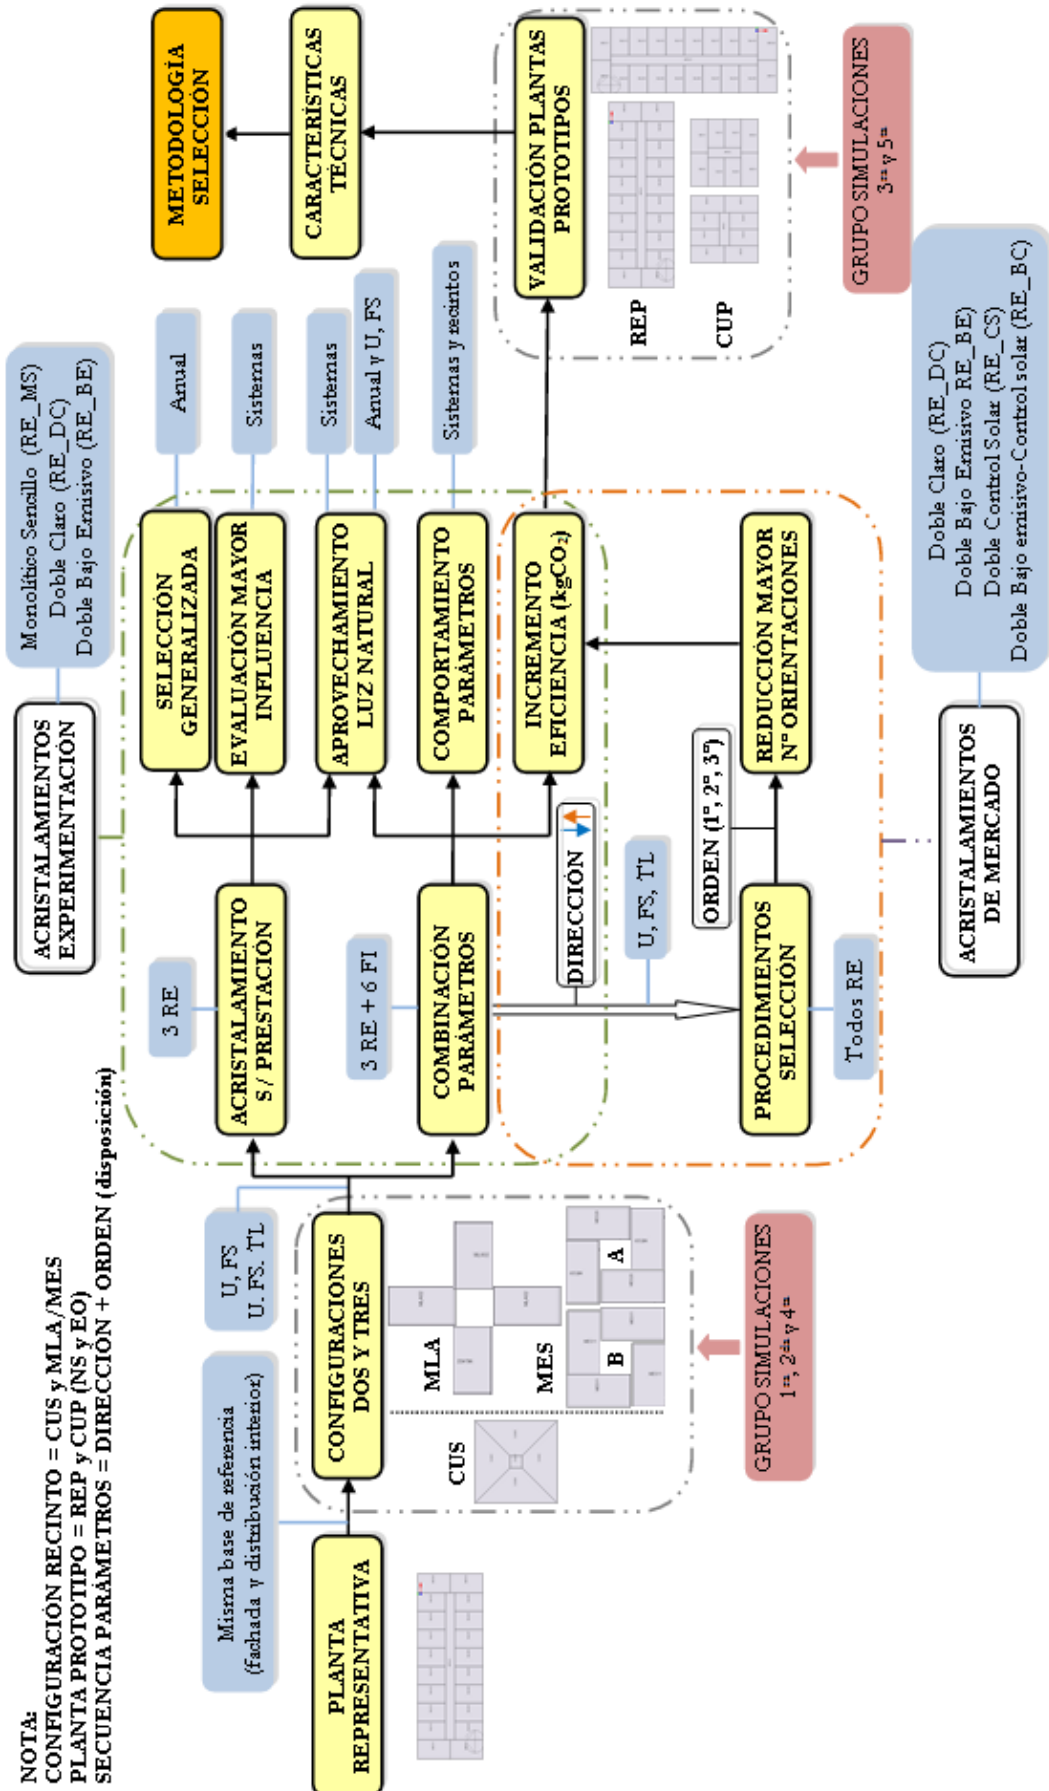 NOTA:
CONFIGURACIÓN RECINTO = CUS y MLA/MES
PLANTA PROTOTIPO = REP y CUP (NS y EO)
SECUENCIA PARÁMETROS = DIRECCIÓN + ORDEN (disposición)
ACRISTALAMIENTOS
EXPERIMENTACIÓN
Monolítico Sencillo (RE_MS)
Doble Claro (RE_DC)
Doble Bajo Emisivo (RE_BE)
Misma base de referencia
(fachada y distribución interior)
U, FS
U. FS. TL
3 RE
3 RE + 6 FI
PLANTA
REPRESENTATIVA
CONFIGURACIONES
DOS Y TRES
CUS
MLA
MES
B
A
GRUPO SIMULACIONES
1ᵃˢ, 2ᵈᵃˢ y 4ᵃˢ
ACRISTALAMIENTO
S/ PRESTACIÓN
COMBINACIÓN
PARÁMETROS
SELECCIÓN
GENERALIZADA
Anual
EVALUACIÓN MAYOR
INFLUENCIA
Sistemas
APROVECHAMIENTO
LUZ NATURAL
Sistemas
Anual y U, FS
COMPORTAMIENTO
PARÁMETROS
Sistemas y recintos
INCREMENTO
EFICIENCIA (kgCO₂)
DIRECCIÓN
U, FS, TL
ORDEN (1º, 2º, 3º)
PROCEDIMIENTOS
SELECCIÓN
Todos RE
REDUCCIÓN MAYOR
Nº ORIENTACIONES
ACRISTALAMIENTOS
DE MERCADO
Doble Claro (RE_DC)
Doble Bajo Emisivo RE_BE)
Doble Control Solar (RE_CS)
Doble Bajo emisivo-Control solar (RE_BC)
METODOLOGÍA
SELECCIÓN
CARACTERÍSTICAS
TÉCNICAS
VALIDACIÓN PLANTAS
PROTOTIPOS
REP
CUP
GRUPO SIMULACIONES
3ᵃˢ y 5ᵃˢ